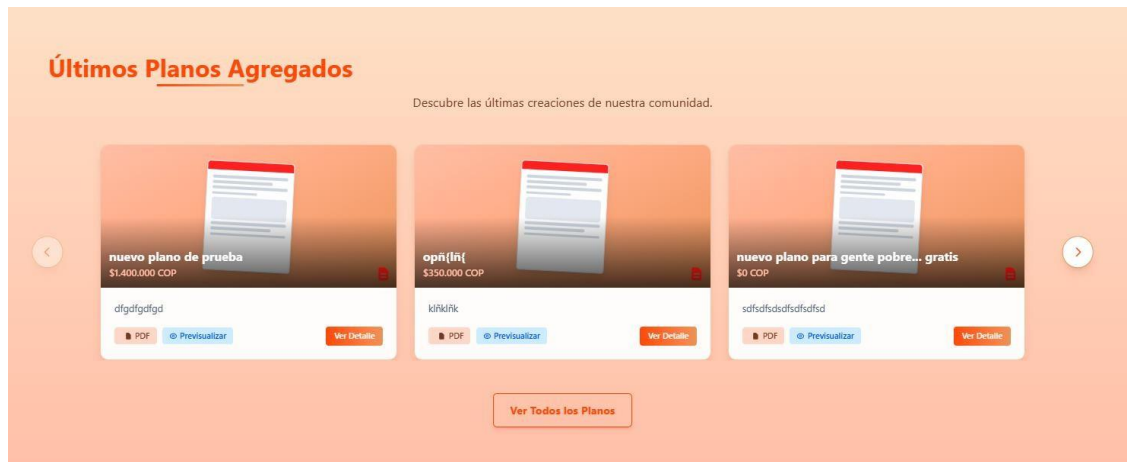 Últimos Planos Agregados
Descubre las últimas creaciones de nuestra comunidad.
nuevo plano de prueba
$1.400.000 COP
dfgdfgdfgd
PDF
Previsualizar
Ver Detalle
opñ{lñ{
$350.000 COP
klñklñk
PDF
Previsualizar
Ver Detalle
nuevo plano para gente pobre... gratis
$0 COP
sdfsdfsdsdfsdfsdfsd
PDF
Previsualizar
Ver Detalle
Ver Todos los Planos